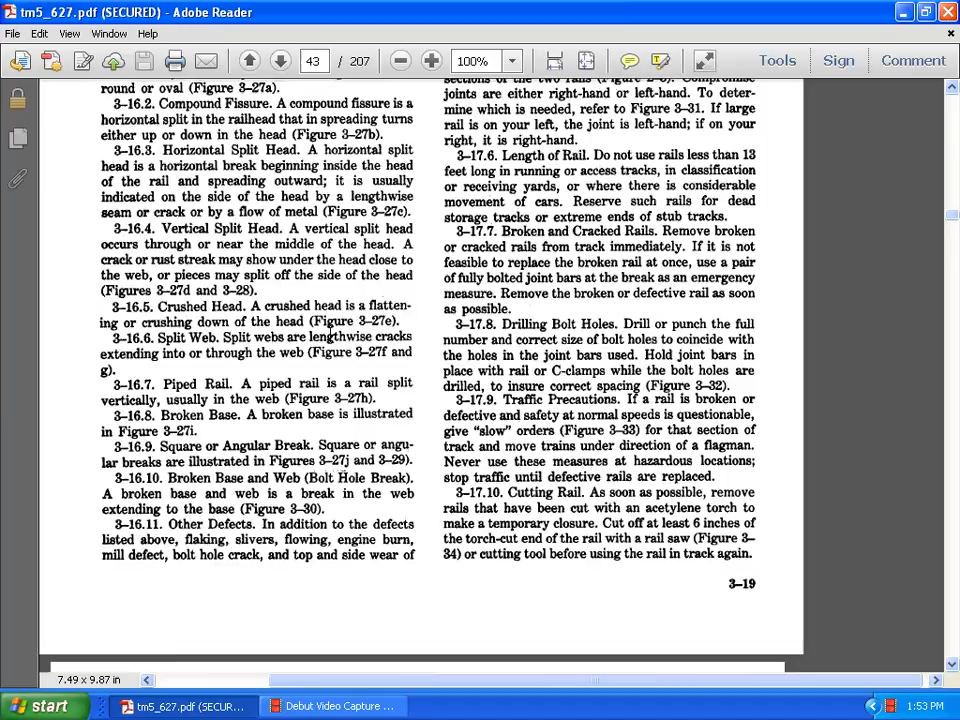 tm5_627.pdf (SECURED) - Adobe Reader
File Edit View Window Help
43 / 207 100% Tools Sign Comment
round or oval (Figure 3-27a).
3-16.2. Compound Fissure. A compound fissure is a
horizontal split in the railhead that in spreading turns
either up or down in the head (Figure 3-27b).
3-16.3. Horizontal Split Head. A horizontal split
head is a horizontal break beginning inside the head
of the rail and spreading outward; it is usually
indicated on the side of the head by a lengthwise
seam or crack or by a flow of metal (Figure 3-27c).
3-16.4. Vertical Split Head. A vertical split head
occurs through or near the middle of the head. A
crack or rust streak may show under the head close to
the web, or pieces may split off the side of the head
(Figures 3-27d and 3-28).
3-16.5. Crushed Head. A crushed head is a flatten-
ing or crushing down of the head (Figure 3-27e).
3-16.6. Split Web. Split webs are lengthwise cracks
extending into or through the web (Figure 3-27f and
g).
3-16.7. Piped Rail. A piped rail is a rail split
vertically, usually in the web (Figure 3-27h).
3-16.8. Broken Base. A broken base is illustrated
in Figure 3-27i.
3-16.9. Square or Angular Break. Square or angu-
lar breaks are illustrated in Figures 3-27j and 3-29).
3-16.10. Broken Base and Web (Bolt Hole Break).
A broken base and web is a break in the web
extending to the base (Figure 3-30).
3-16.11. Other Defects. In addition to the defects
listed above, flaking, slivers, flowing, engine burn,
mill defect, bolt hole crack, and top and side wear of
sections of the two rails (Figure 2-6). Compromise
joints are either right-hand or left-hand. To deter-
mine which is needed, refer to Figure 3-31. If large
rail is on your left, the joint is left-hand; if on your
right, it is right-hand.
3-17.6. Length of Rail. Do not use rails less than 13
feet long in running or access tracks, in classification
or receiving yards, or where there is considerable
movement of cars. Reserve such rails for dead
storage tracks or extreme ends of stub tracks.
3-17.7. Broken and Cracked Rails. Remove broken
or cracked rails from track immediately. If it is not
feasible to replace the broken rail at once, use a pair
of fully bolted joint bars at the break as an emergency
measure. Remove the broken or defective rail as soon
as possible.
3-17.8. Drilling Bolt Holes. Drill or punch the full
number and correct size of bolt holes to coincide with
the holes in the joint bars used. Hold joint bars in
place with rail or C-clamps while the bolt holes are
drilled, to insure correct spacing (Figure 3-32).
3-17.9. Traffic Precautions. If a rail is broken or
defective and safety at normal speeds is questionable,
give "slow" orders (Figure 3-33) for that section of
track and move trains under direction of a flagman.
Never use these measures at hazardous locations;
stop traffic until defective rails are replaced.
3-17.10. Cutting Rail. As soon as possible, remove
rails that have been cut with an acetylene torch to
make a temporary closure. Cut off at least 6 inches of
the torch-cut end of the rail with a rail saw (Figure 3-
34) or cutting tool before using the rail in track again.
3-19
7.49 x 9.87 in
start tm5_627.pdf (SECUR... Debut Video Capture ... 1:53 PM